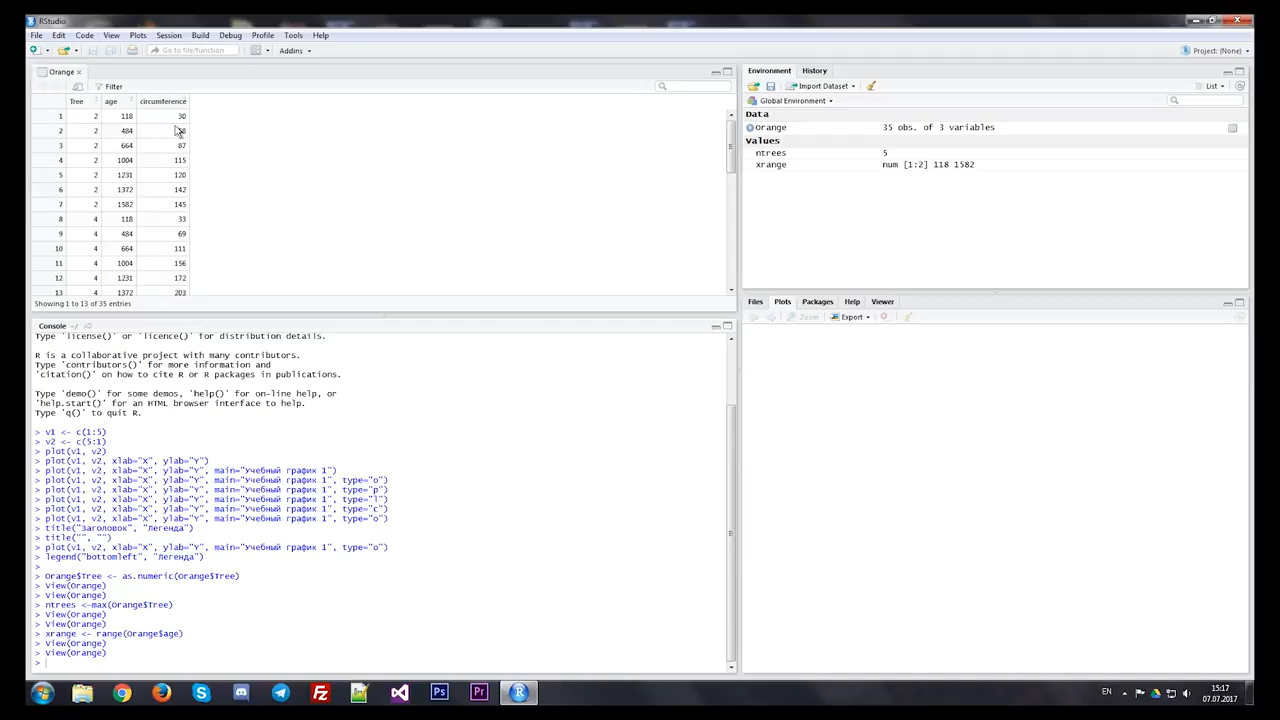 RStudio
File Edit Code View Plots Session Build Debug Profile Tools Help
Go to file/function
Addins
Project: (None)
Orange
Filter
Tree age circumference
1 2 118 30
2 2 484
3 2 664 87
4 2 1004 115
5 2 1231 120
6 2 1372 142
7 2 1582 145
8 4 118 33
9 4 484 69
10 4 664 111
11 4 1004 156
12 4 1231 172
13 4 1372 203
Showing 1 to 13 of 35 entries
Console ~/
Type 'license()' or 'licence()' for distribution details.
R is a collaborative project with many contributors.
Type 'contributors()' for more information and
'citation()' on how to cite R or R packages in publications.
Type 'demo()' for some demos, 'help()' for on-line help, or
'help.start()' for an HTML browser interface to help.
Type 'q()' to quit R.
> v1 <- c(1:5)
> v2 <- c(5:1)
> plot(v1, v2)
> plot(v1, v2, xlab="X", ylab="Y")
> plot(v1, v2, xlab="X", ylab="Y", main="Учебный график 1")
> plot(v1, v2, xlab="X", ylab="Y", main="Учебный график 1", type="o")
> plot(v1, v2, xlab="X", ylab="Y", main="Учебный график 1", type="p")
> plot(v1, v2, xlab="X", ylab="Y", main="Учебный график 1", type="l")
> plot(v1, v2, xlab="X", ylab="Y", main="Учебный график 1", type="c")
> plot(v1, v2, xlab="X", ylab="Y", main="Учебный график 1", type="o")
> title("Заголовок", "Легенда")
> title("", "")
> plot(v1, v2, xlab="X", ylab="Y", main="Учебный график 1", type="o")
> legend("bottomleft", "Легенда")
>
> Orange$Tree <- as.numeric(Orange$Tree)
> View(Orange)
> View(Orange)
> ntrees <-max(Orange$Tree)
> View(Orange)
> View(Orange)
> xrange <- range(Orange$age)
> View(Orange)
> View(Orange)
>
Environment History
Import Dataset
List
Global Environment
Data
Orange 35 obs. of 3 variables
Values
ntrees 5
xrange num [1:2] 118 1582
Files Plots Packages Help Viewer
Zoom Export
Ps
Pr
R
EN
15:17
07.07.2017